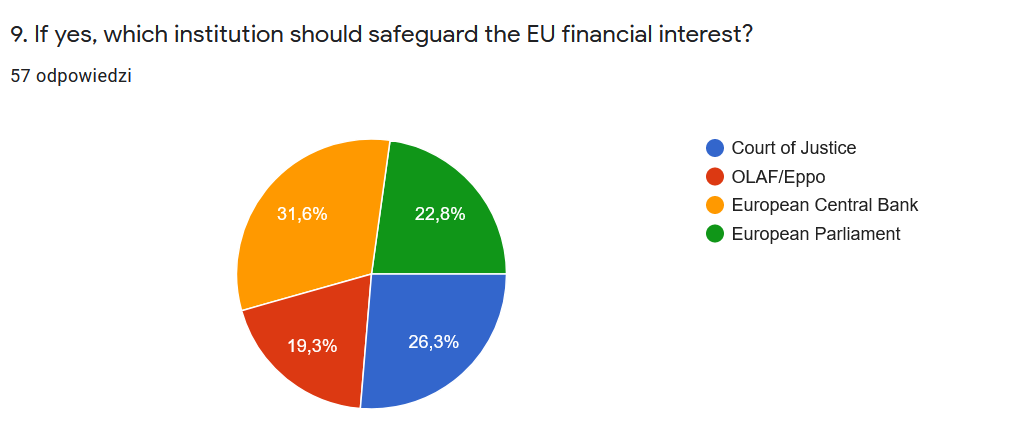 9. If yes, which institution should safeguard the EU financial interest?
57 odpowiedzi
31,6%
22,8%
19,3%
26,3%
Court of Justice
OLAF/Eppo
European Central Bank
European Parliament